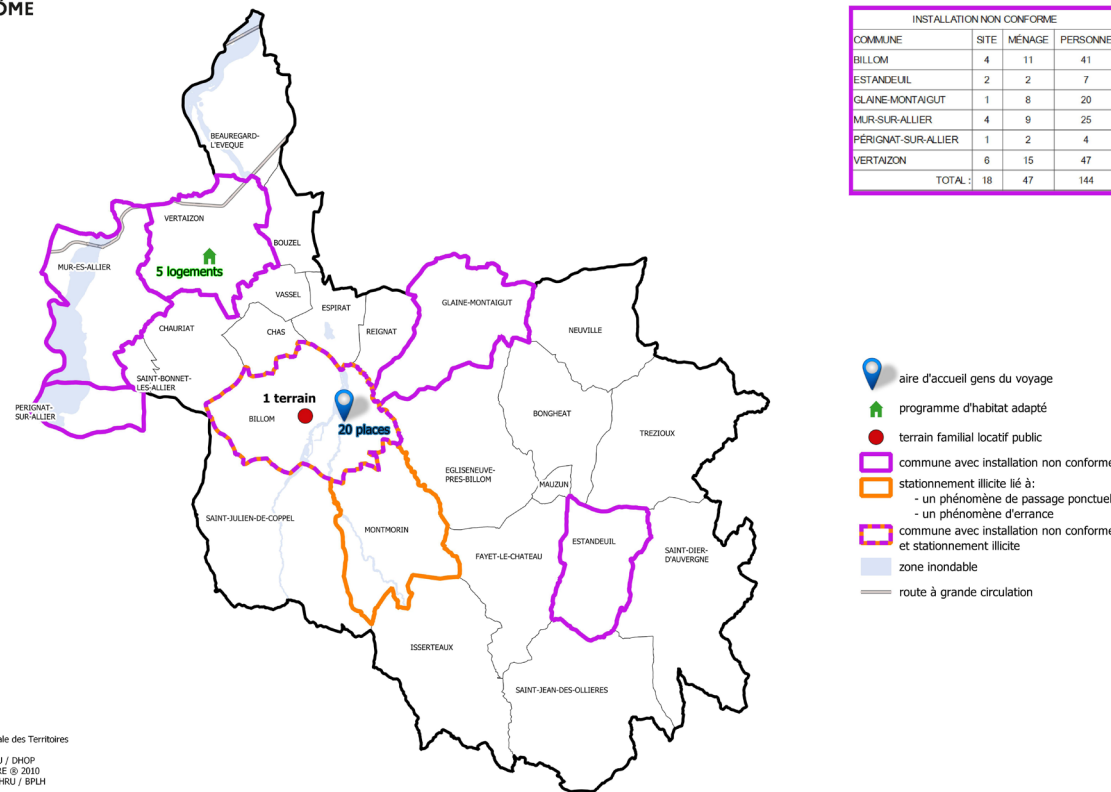 ÔME
INSTALLATION NON CONFORME
COMMUNE SITE MÉNAGE PERSONNE
BILLOM 4 11 41
ESTANDEUIL 2 2 7
GLAINE-MONTAIGUT 1 8 20
MUR-SUR-ALLIER 4 9 25
PÉRIGNAT-SUR-ALLIER 1 2 4
VERTAIZON 6 15 47
TOTAL : 18 47 144
BEAUREGARD-
L'EVEQUE
VERTAIZON
BOUZEL
MUR-ES-ALLIER
5 logements
VASSEL
GLAINE-MONTAIGUT
ESPIRAT
CHAURIAT
CHAS
REIGNAT
NEUVILLE
SAINT-BONNET-
LES-ALLIER
1 terrain
PERIGNAT-
SUR-ALLIER
BILLOM
20 places
BONGHEAT
TREZIOUX
EGLISENEUVE-
PRES-BILLOM
MAUZUN
SAINT-JULIEN-DE-COPPEL
MONTMORIN
ESTANDEUIL
FAYET-LE-CHATEAU
SAINT-DIER-
D'AUVERGNE
ISSERTEAUX
SAINT-JEAN-DES-OLLIERES
aire d'accueil gens du voyage
programme d'habitat adapté
terrain familial locatif public
commune avec installation non conforme
stationnement illicite lié à:
- un phénomène de passage ponctuel
- un phénomène d'errance
commune avec installation non conforme
et stationnement illicite
zone inondable
route à grande circulation
ale des Territoires
J / DHOP
RE ® 2010
HRU / BPLH